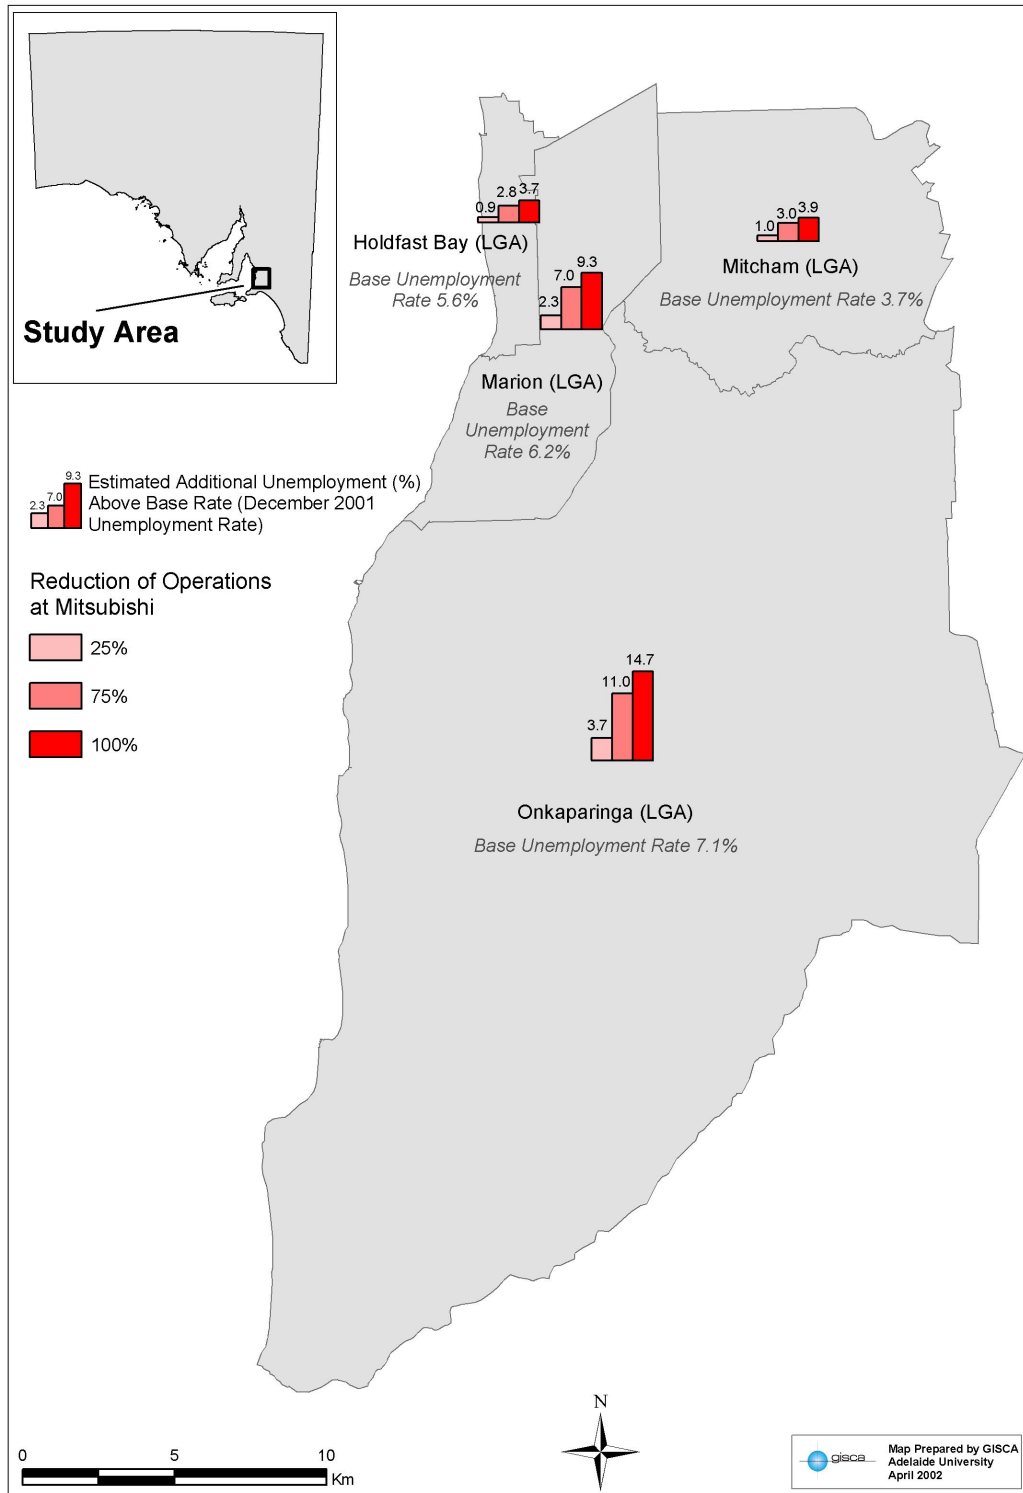 Study Area
0.9
2.8
3.7
Holdfast Bay (LGA)
Base Unemployment
Rate 5.6%
1.0
3.0
3.9
Mitcham (LGA)
Base Unemployment Rate 3.7%
2.3
7.0
9.3
Marion (LGA)
Base
Unemployment
Rate 6.2%
2.3
7.0
9.3
Estimated Additional Unemployment (%)
Above Base Rate (December 2001
Unemployment Rate)
Reduction of Operations
at Mitsubishi
25%
75%
100%
3.7
11.0
14.7
Onkaparinga (LGA)
Base Unemployment Rate 7.1%
0 5 10
Km
N
gisca
Map Prepared by GISCA
Adelaide University
April 2002